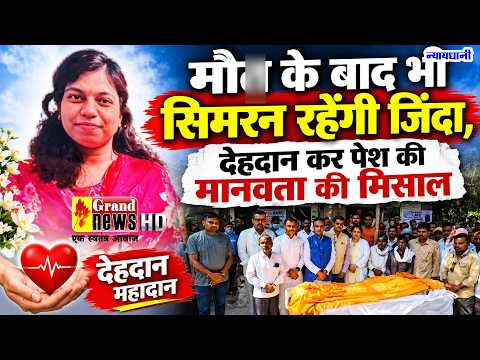 न्यायधानी
के बाद भी
सिमरन रहेंगी जिंदा,
देहदान कर पेश की
मानवता की मिसाल
Grand
news HD
एक स्वतंत्र आवाज
देहदान
महादान